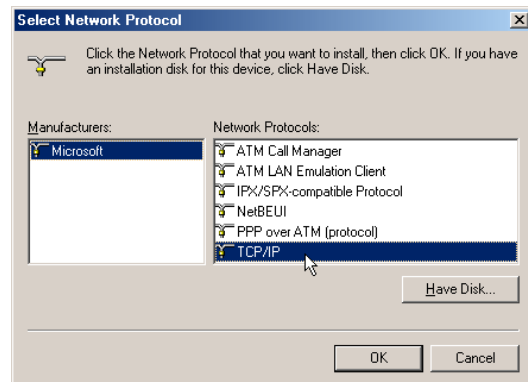 Select Network Protocol
Click the Network Protocol that you want to install, then click OK. If you have
an installation disk for this device, click Have Disk.
Manufacturers:
Microsoft
Network Protocols:
ATM Call Manager
ATM LAN Emulation Client
IPX/SPX-compatible Protocol
NetBEUI
PPP over ATM (protocol)
TCP/IP
Have Disk...
OK
Cancel